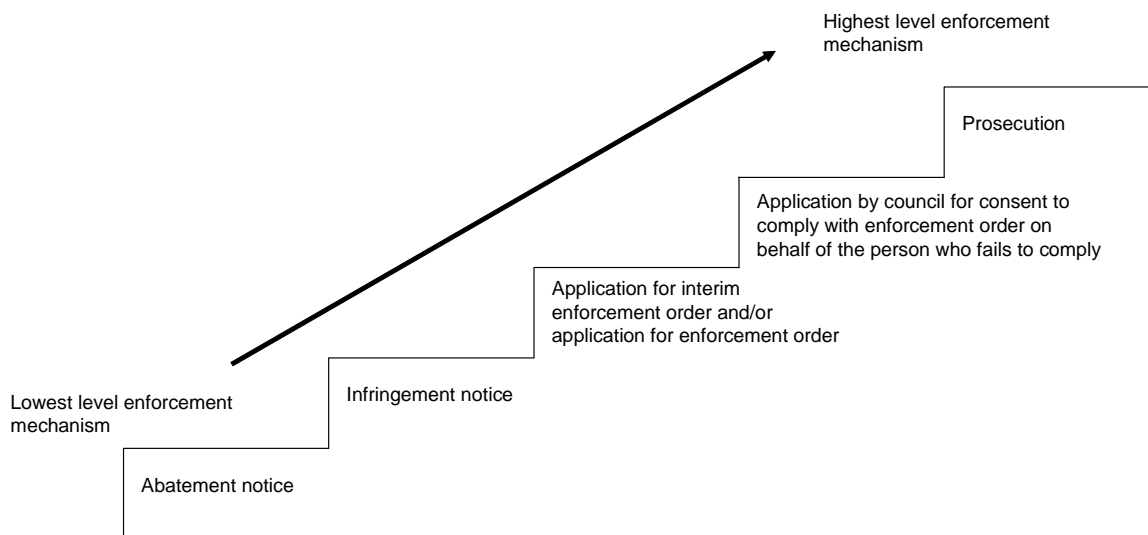 Highest level enforcement
mechanism
Prosecution
Application by council for consent to
comply with enforcement order on
behalf of the person who fails to comply
Application for interim
enforcement order and/or
application for enforcement order
Infringement notice
Lowest level enforcement
mechanism
Abatement notice